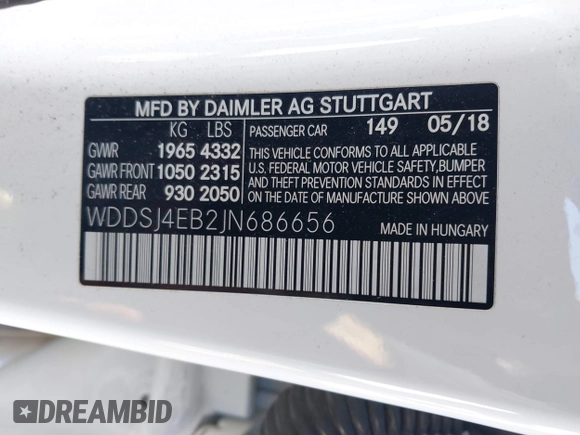 MFD BY DAIMLER AG STUTTGART
KG LBS
PASSENGER CAR 149 05/18
GVWR 1965 4332
GAWR FRONT 1050 2315
GAWR REAR 930 2050
THIS VEHICLE CONFORMS TO ALL APPLICABLE
U.S. FEDERAL MOTOR VEHICLE SAFETY, BUMPER
AND THEFT PREVENTION STANDARDS IN EFFECT
ON THE DATE OF MANUFACTURE SHOWN ABOVE
WDDSJ4EB2JN686656
MADE IN HUNGARY
DREAMBID